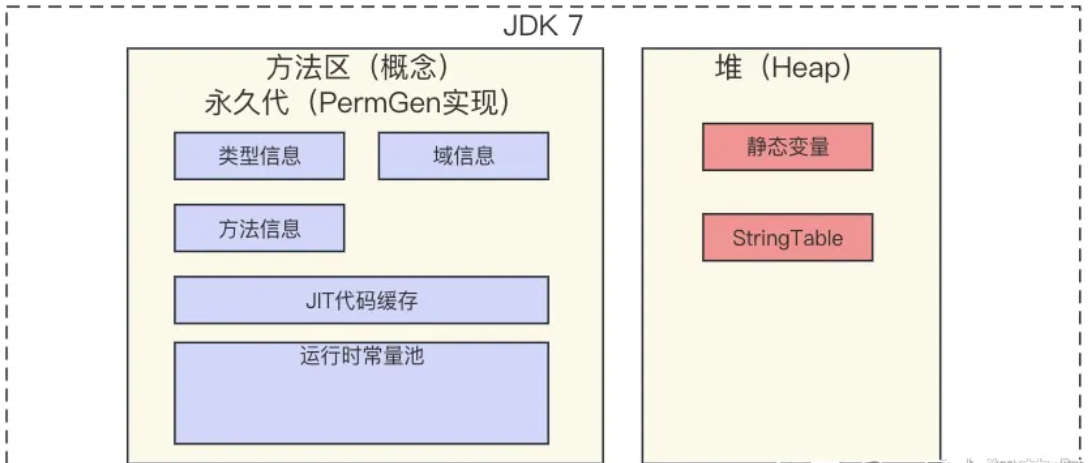 JDK 7
方法区（概念）
永久代（PermGen实现）
类型信息
域信息
方法信息
JIT代码缓存
运行时常量池
堆（Heap）
静态变量
StringTable